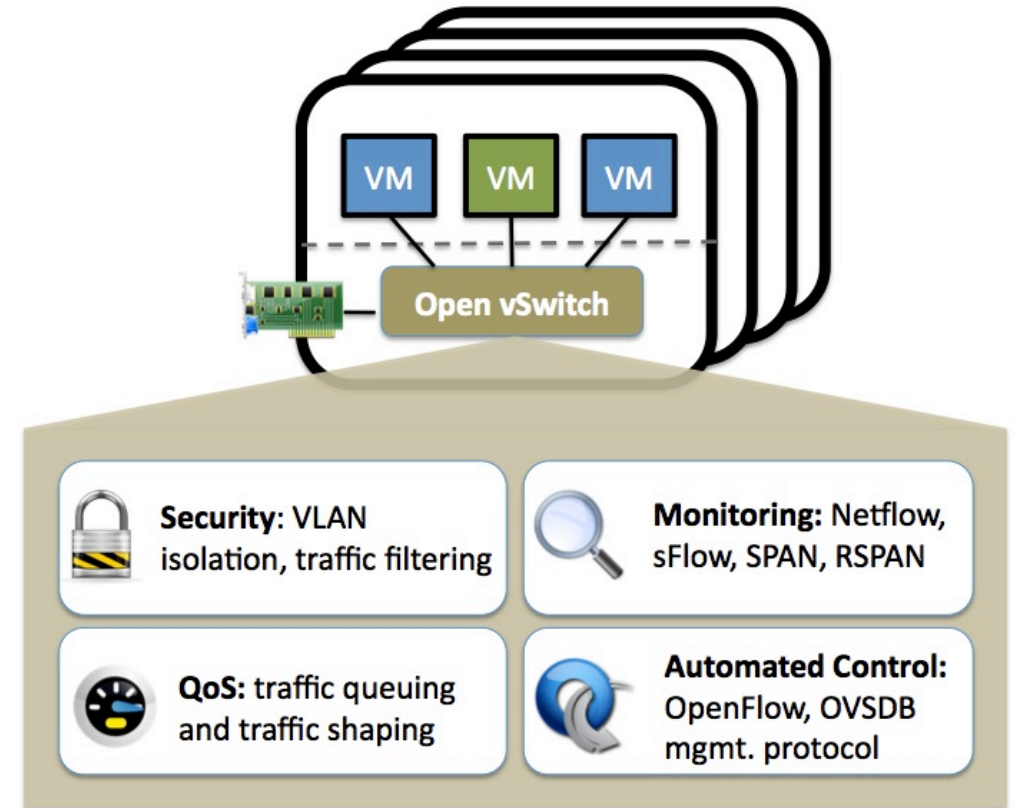 VM
VM
VM
Open vSwitch
Security: VLAN
isolation, traffic filtering
Monitoring: Netflow,
sFlow, SPAN, RSPAN
QoS: traffic queuing
and traffic shaping
Automated Control:
OpenFlow, OVSDB
mgmt. protocol